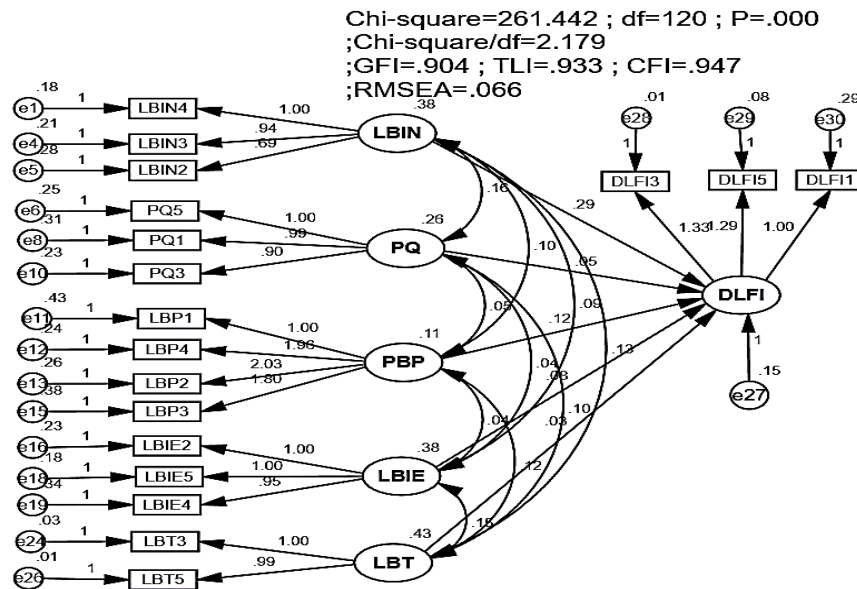 Chi-square=261.442 ; df=120 ; P=.000
;Chi-square/df=2.179
;GFI=.904 ; TLI=.933 ; CFI=.947
;RMSEA=.066
.18
e1 1 LBIN4 1.00 .38
.21
e4 1 LBIN3 .94 LBIN
.28
e5 1 LBIN2 .69
.25
e6 1 PQ5 1.00 .26
.31
e8 1 PQ1 .99 PQ
.23
e10 1 PQ3 .90
.43
e11 1 LBP1 1.00 .11
.24
e12 1 LBP4 1.96 PBP
.26
e13 1 LBP2 2.03
.38
e15 1 LBP3 1.80
.23
e16 1 LBIE2 1.00 .38
.18
e18 1 LBIE5 1.00 LBIE
.34
e19 1 LBIE4 .95
.03
e24 1 LBT3 1.00 .43
.01
e26 1 LBT5 .99 LBT
.16
.10
.05
.09
.05
.04
.03
.04
.12
.15
.29
.12
.13
.08
.10
.01 .08 .29
e28 e29 e30
1 1 1
DLFI3 DLFI5 DLFI1
1.33 1.29 1.00
DLFI
1
.15
e27